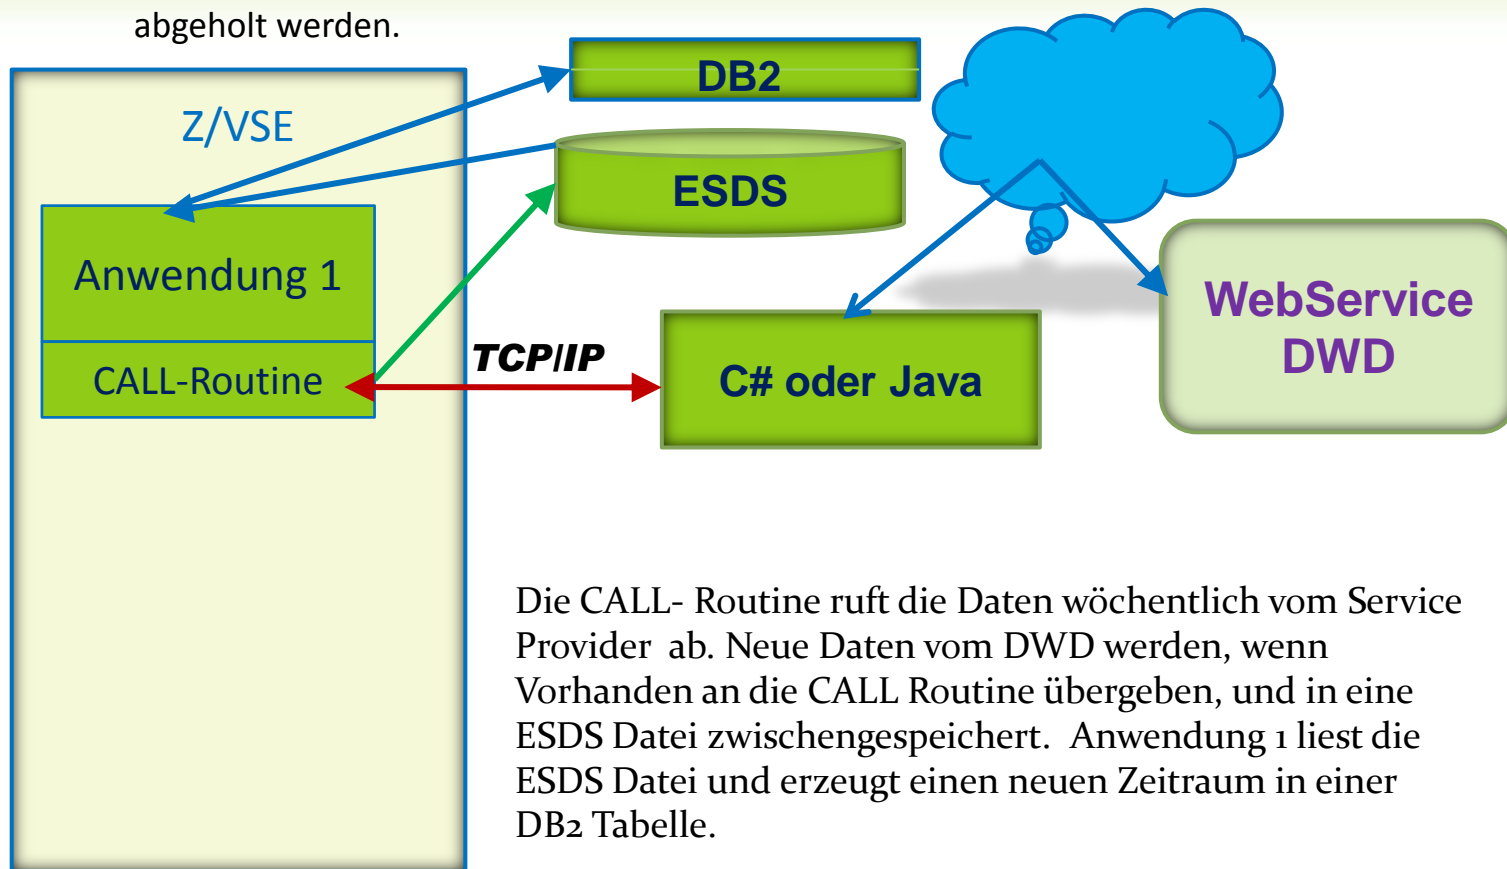 abgeholt werden.
DB2
Z/VSE
ESDS
Anwendung 1
WebService
DWD
TCP/IP
CALL-Routine
C# oder Java
Die CALL- Routine ruft die Daten wöchentlich vom Service
Provider ab. Neue Daten vom DWD werden, wenn
Vorhanden an die CALL Routine übergeben, und in eine
ESDS Datei zwischengespeichert. Anwendung 1 liest die
ESDS Datei und erzeugt einen neuen Zeitraum in einer
DB2 Tabelle.